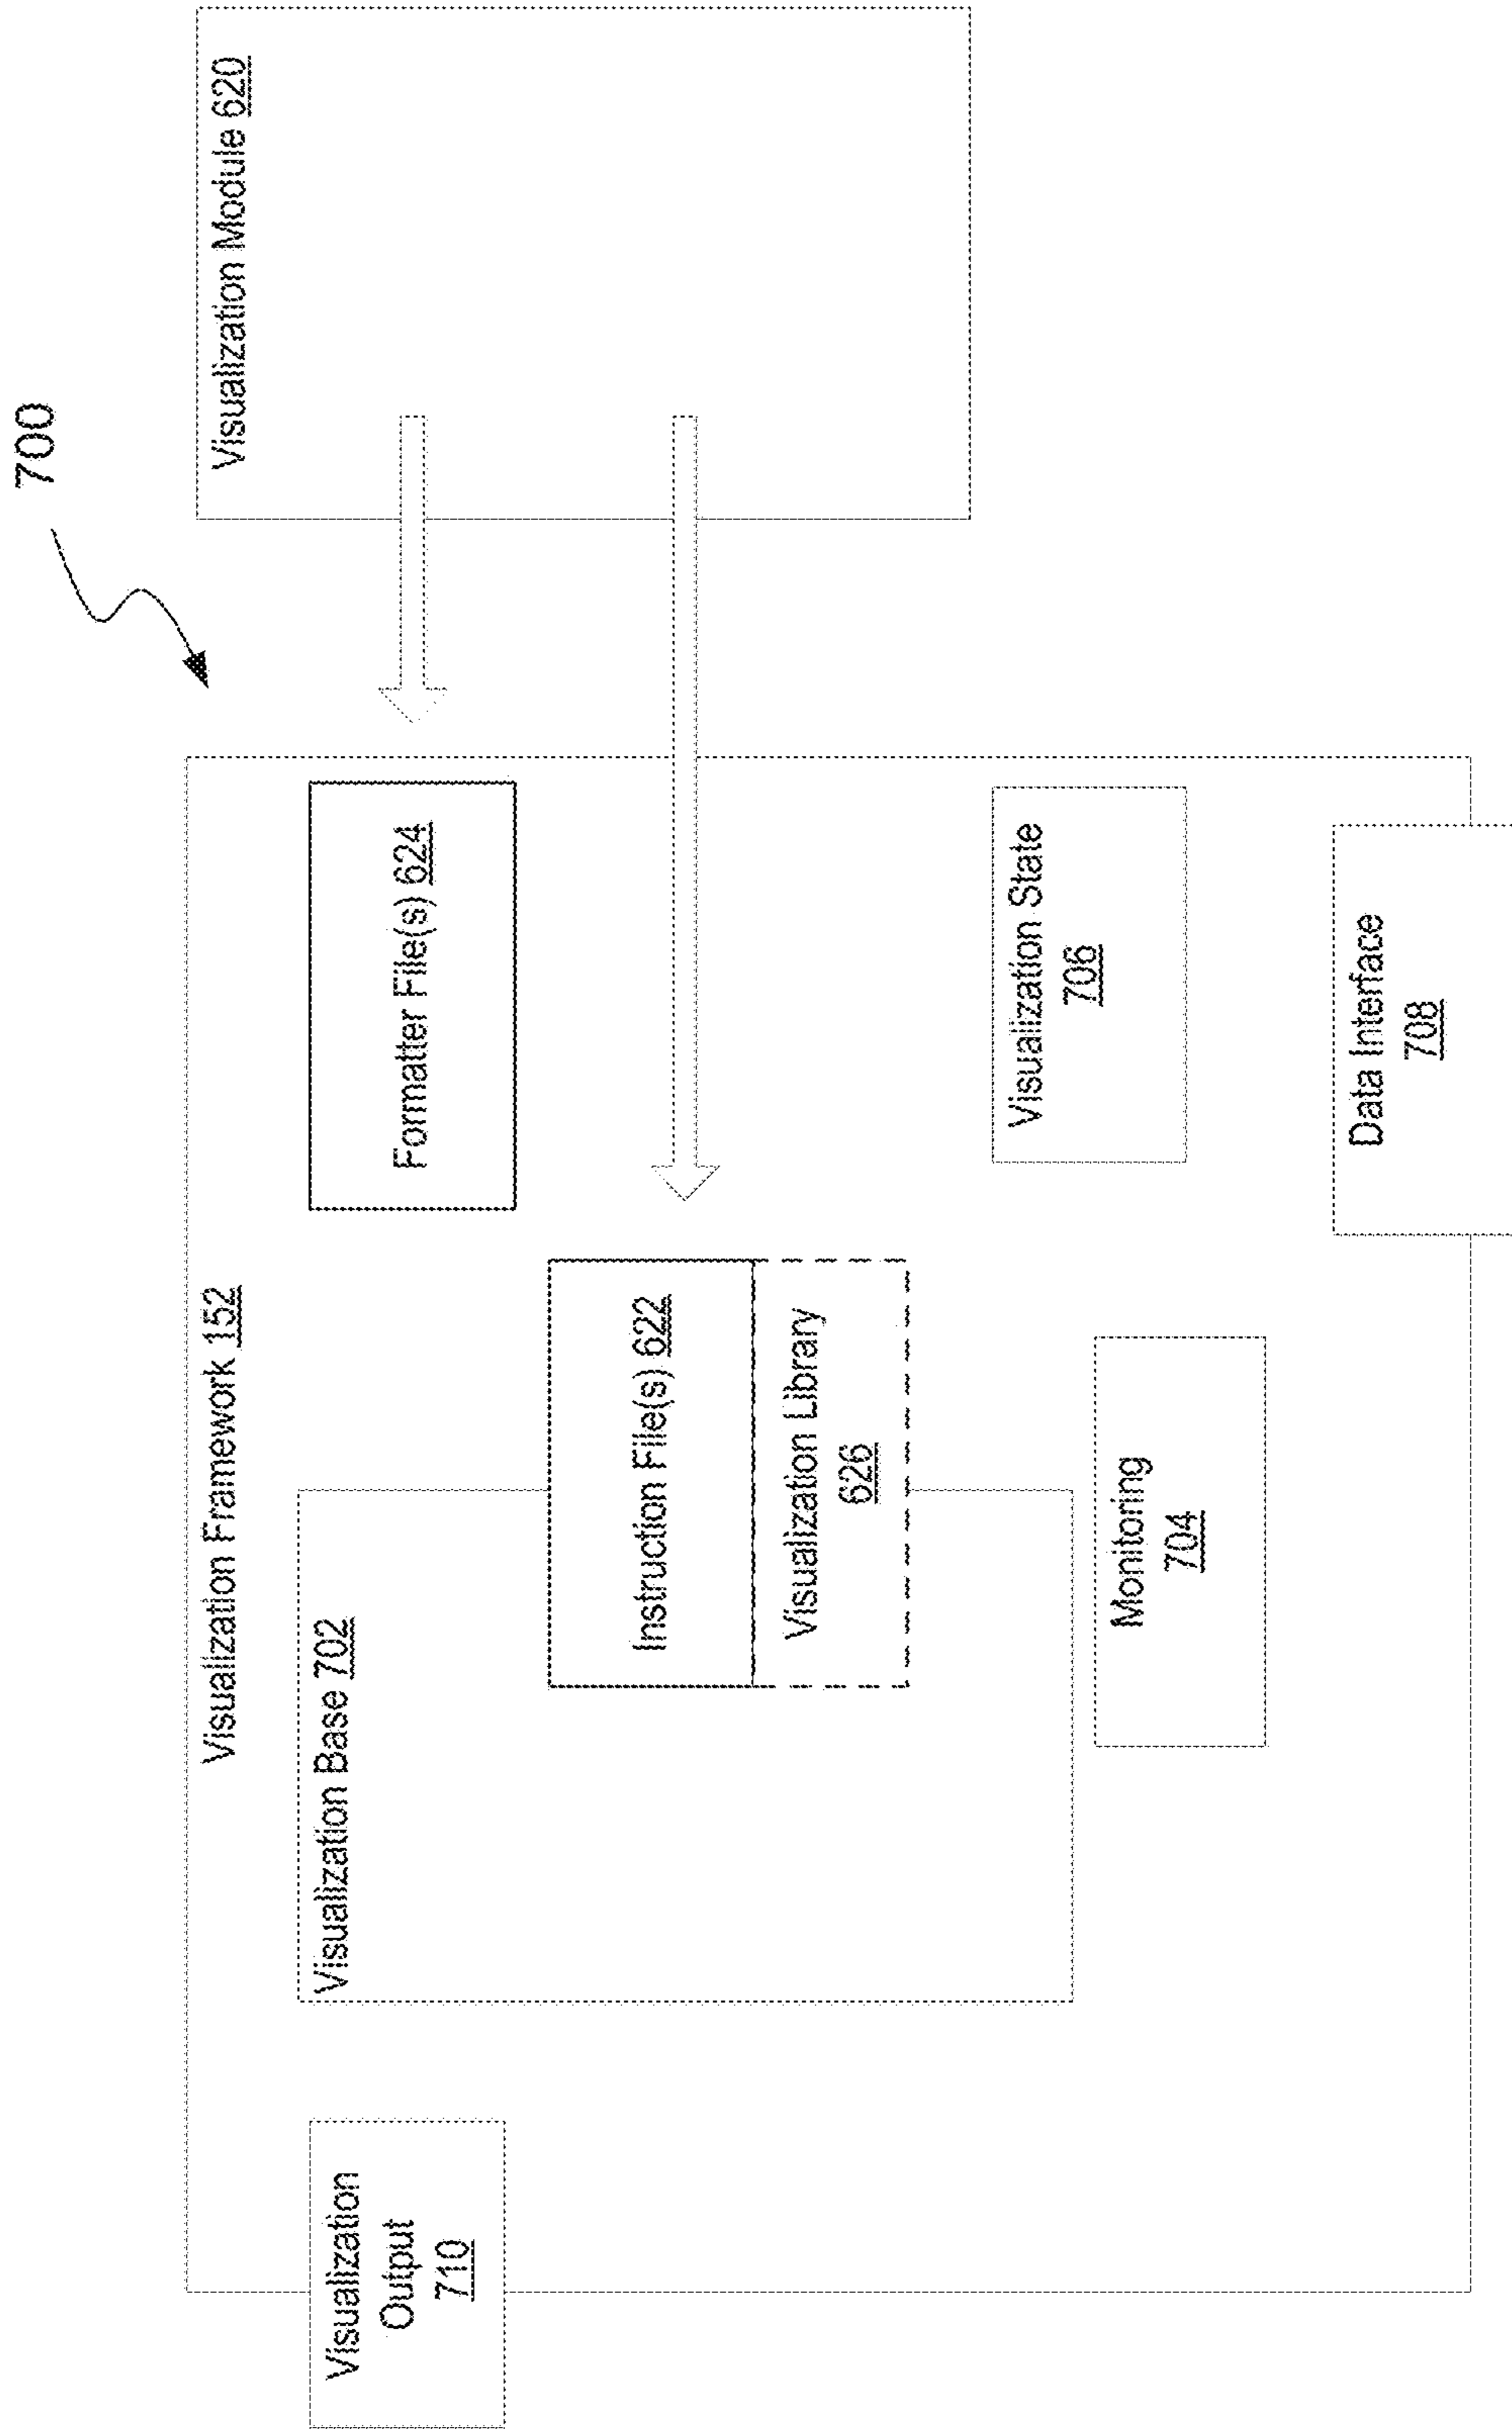 700
Visualization Framework 152
Visualization Module 620
Visualization
Output
710
Visualization Base 702
Formatter File(s) 624
Instruction File(s) 622
Visualization Library
626
Visualization State
706
Monitoring
704
Data Interface
708